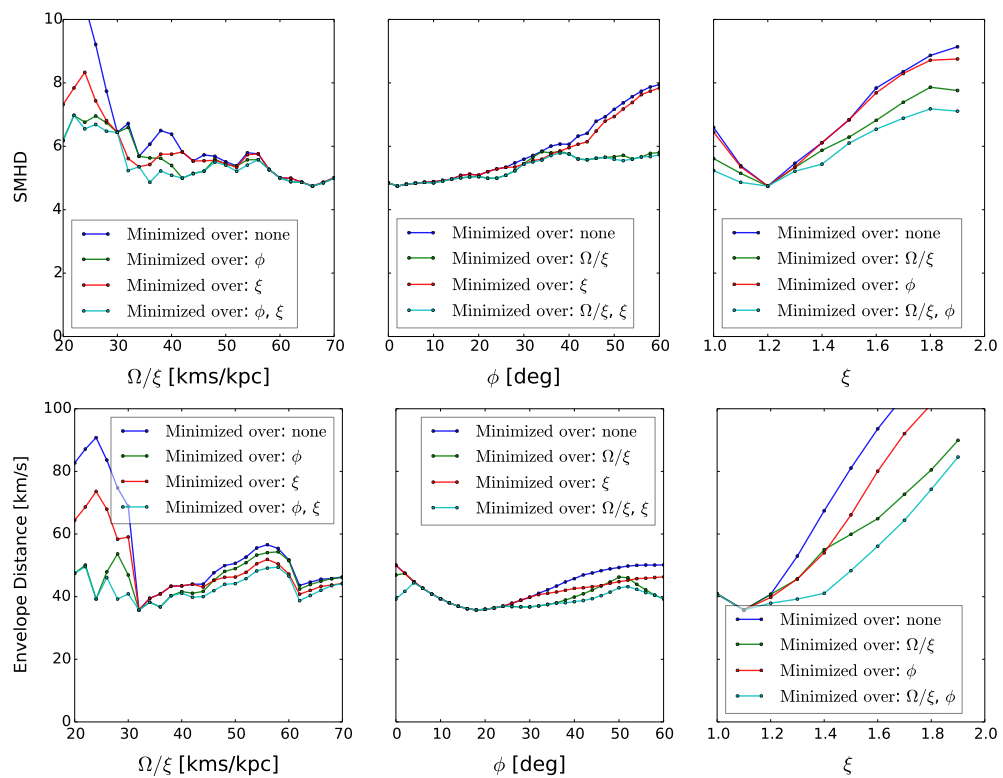 SMHD
10
8
6
4
2
0
20 30 40 50 60 70
Ω/ξ [kms/kpc]
Minimized over: none
Minimized over: ϕ
Minimized over: ξ
Minimized over: ϕ, ξ
0 10 20 30 40 50 60
ϕ [deg]
Minimized over: none
Minimized over: Ω/ξ
Minimized over: ξ
Minimized over: Ω/ξ, ξ
1.0 1.2 1.4 1.6 1.8 2.0
ξ
Minimized over: none
Minimized over: Ω/ξ
Minimized over: ϕ
Minimized over: Ω/ξ, ϕ
Envelope Distance [km/s]
100
80
60
40
20
0
20 30 40 50 60 70
Ω/ξ [kms/kpc]
Minimized over: none
Minimized over: ϕ
Minimized over: ξ
Minimized over: ϕ, ξ
0 10 20 30 40 50 60
ϕ [deg]
Minimized over: none
Minimized over: Ω/ξ
Minimized over: ξ
Minimized over: Ω/ξ, ξ
1.0 1.2 1.4 1.6 1.8 2.0
ξ
Minimized over: none
Minimized over: Ω/ξ
Minimized over: ϕ
Minimized over: Ω/ξ, ϕ